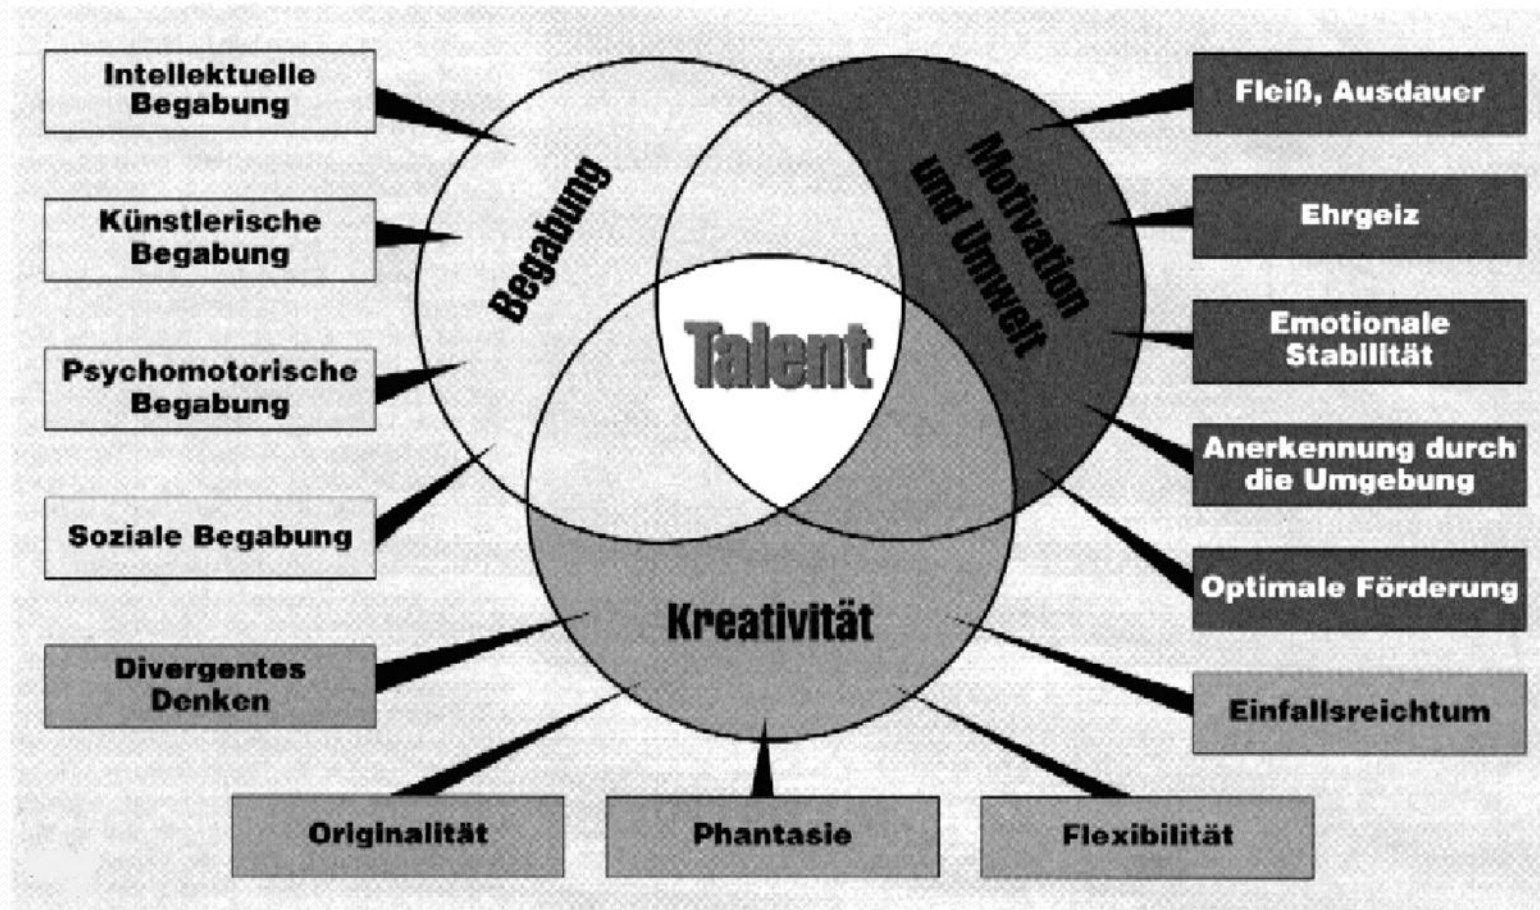 Intellektuelle
Begabung
Künstlerische
Begabung
Psychomotorische
Begabung
Soziale Begabung
Divergentes
Denken
Begabung
Motivation
und Umwelt
Talent
Kreativität
Fleiß, Ausdauer
Ehrgeiz
Emotionale
Stabilität
Anerkennung durch
die Umgebung
Optimale Förderung
Einfallsreichtum
Originalität
Phantasie
Flexibilität